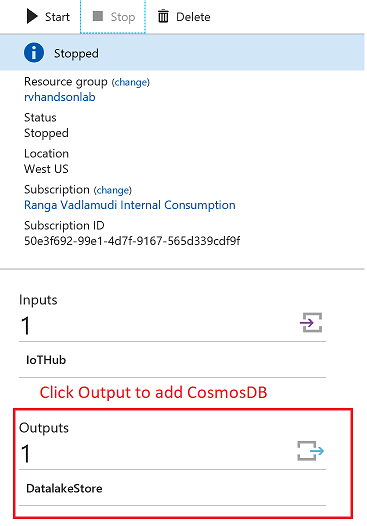 Start Stop Delete
Stopped
Resource group (change)
rvhandsonlab
Status
Stopped
Location
West US
Subscription (change)
Ranga Vadlamudi Internal Consumption
Subscription ID
50e3f692-99e1-4d7f-9167-565d339cdf9f
Inputs
1
IoTHub
Click Output to add CosmosDB
Outputs
1
DatalakeStore